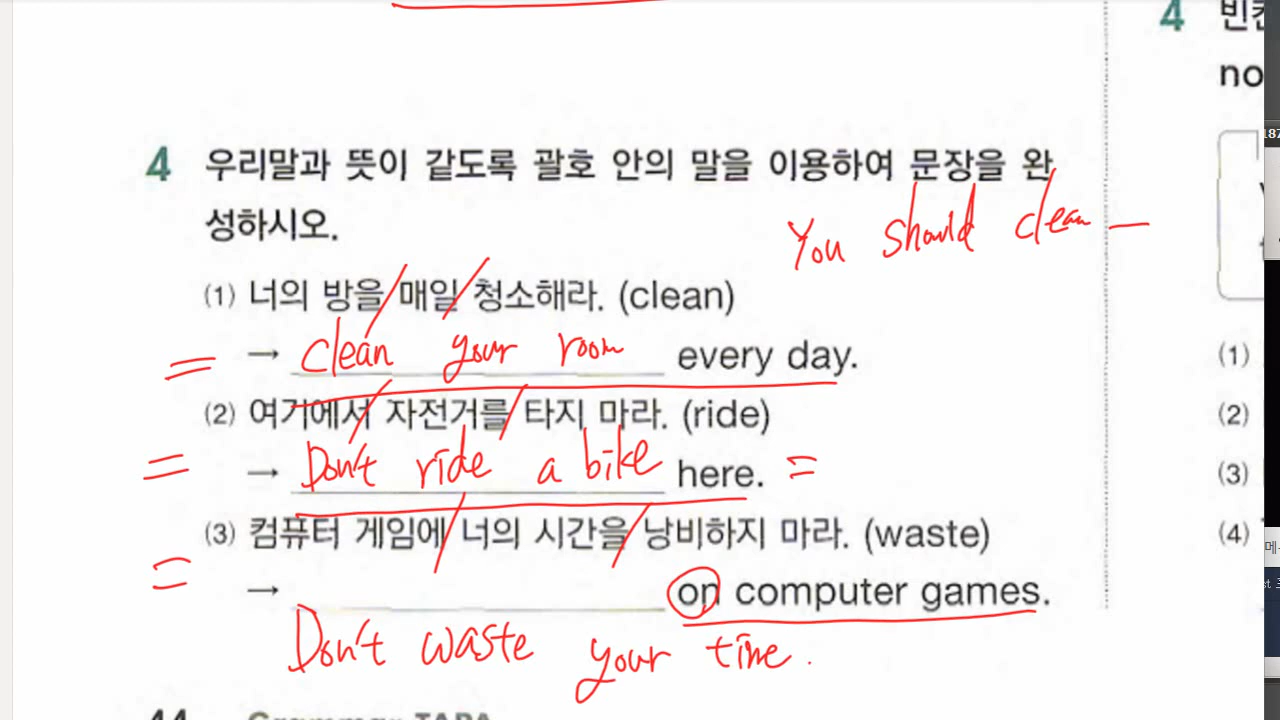 4 우리말과 뜻이 같도록 괄호 안의 말을 이용하여 문장을 완
성하시오.
You should clean
(1) 너의 방을 매일 청소해라. (clean)
= → clean your room every day.
(2) 여기에서 자전거를 타지 마라. (ride)
= → Don't ride a bike here. =
(3) 컴퓨터 게임에 너의 시간을 낭비하지 마라. (waste)
= → on computer games.
Don't waste your time.
4
no
(1)
(2)
(3)
(4)